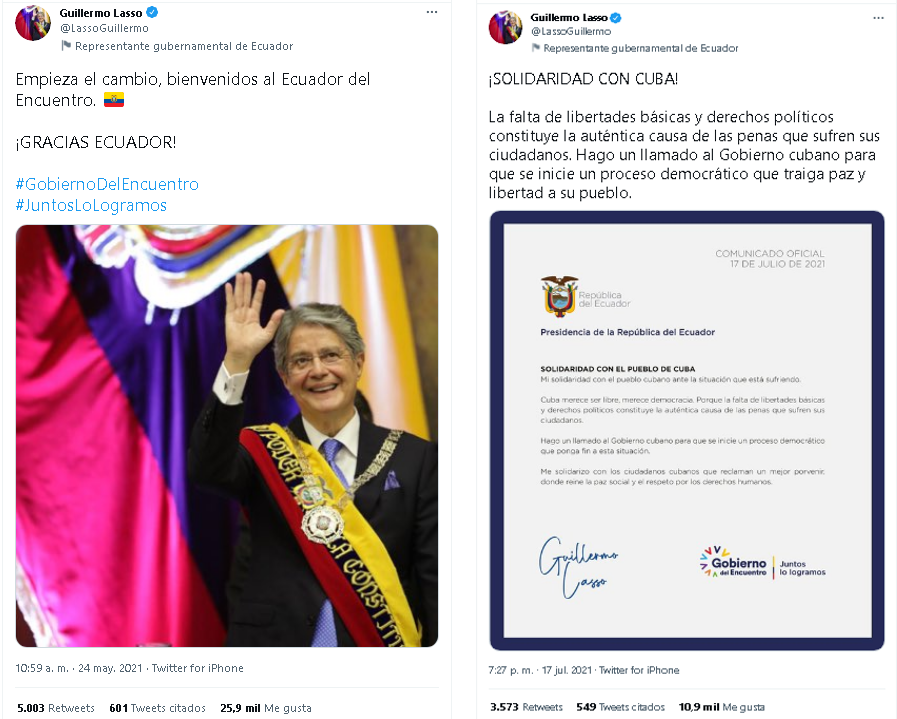 Guillermo Lasso
@LassoGuillermo
Representante gubernamental de Ecuador
Empieza el cambio, bienvenidos al Ecuador del
Encuentro. 🇪🇨
¡GRACIAS ECUADOR!
#GobiernoDelEncuentro
#JuntosLoLogramos
PODER
LA CONSTITU
10:59 a. m. · 24 may. 2021 · Twitter for iPhone
5.003 Retweets 601 Tweets citados 25,9 mil Me gusta
Guillermo Lasso
@LassoGuillermo
Representante gubernamental de Ecuador
¡SOLIDARIDAD CON CUBA!
La falta de libertades básicas y derechos políticos
constituye la auténtica causa de las penas que sufren sus
ciudadanos. Hago un llamado al Gobierno cubano para
que se inicie un proceso democrático que traiga paz y
libertad a su pueblo.
COMUNICADO OFICIAL
17 DE JULIO DE 2021
República
del Ecuador
Presidencia de la República del Ecuador
SOLIDARIDAD CON EL PUEBLO DE CUBA
Mi solidaridad con el pueblo cubano ante la situación que está sufriendo.
Cuba merece ser libre, merece democracia. Porque la falta de libertades básicas
y derechos políticos constituye la auténtica causa de las penas que sufren sus
ciudadanos.
Hago un llamado al Gobierno cubano para que se inicie un proceso democrático
que ponga fin a esta situación.
Me solidarizo con los ciudadanos cubanos que reclaman un mejor porvenir,
donde reine la paz social y el respeto por los derechos humanos.
Guillermo
Lasso
Gobierno
del Encuentro
Juntos
lo logramos
7:27 p. m. · 17 jul. 2021 · Twitter for iPhone
3.573 Retweets 549 Tweets citados 10,9 mil Me gusta